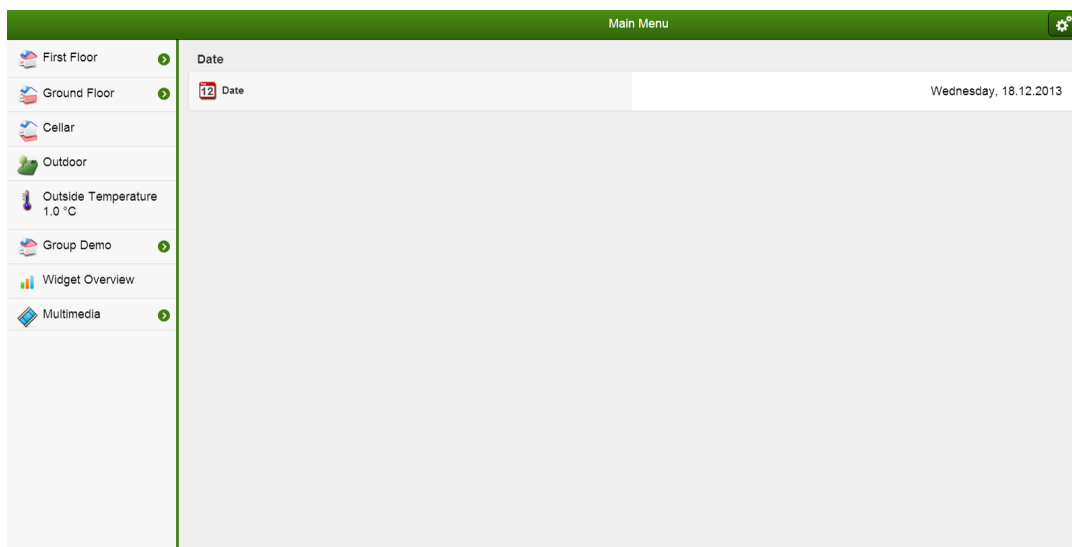 Main Menu
First Floor
Ground Floor
Cellar
Outdoor
Outside Temperature
1.0 °C
Group Demo
Widget Overview
Multimedia
Date
12 Date
Wednesday, 18.12.2013